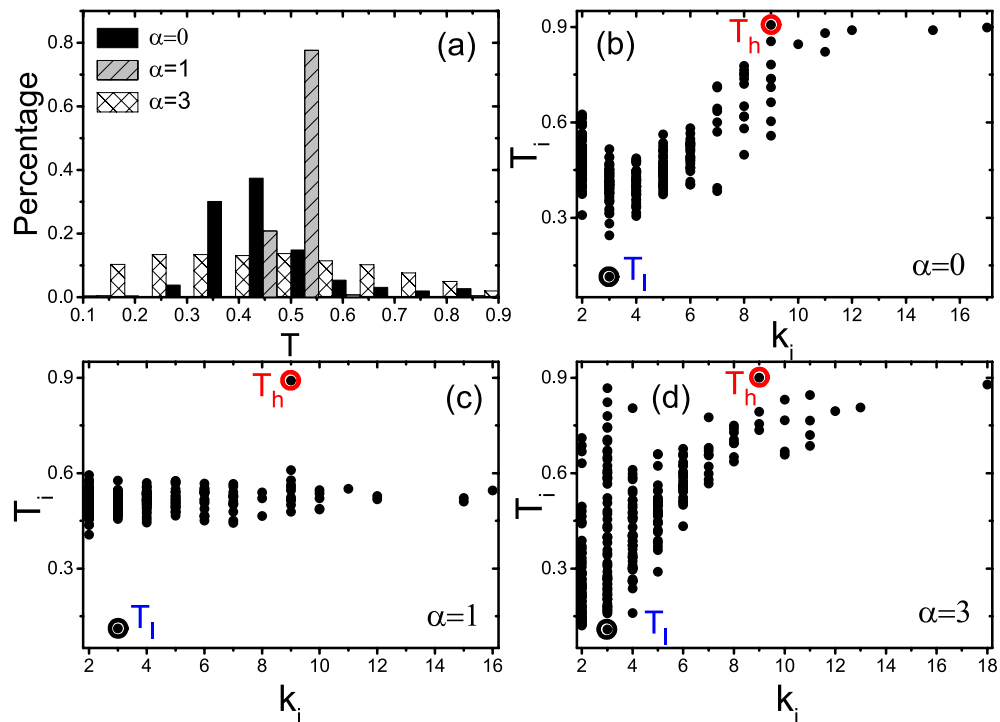 (a)
α=0
α=1
α=3
Percentage
0.8
0.6
0.4
0.2
0.0
0.1 0.2 0.3 0.4 0.5 0.6 0.7 0.8 0.9
T
(b)
T_h
T_i
0.9
0.6
0.3
T_l
α=0
2 4 6 8 10 12 14 16
k_i
(c)
T_h
T_i
0.9
0.6
0.3
T_l
α=1
2 4 6 8 10 12 14 16
k_i
(d)
T_h
T_i
0.9
0.6
0.3
T_l
α=3
2 4 6 8 10 12 14 16 18
k_i